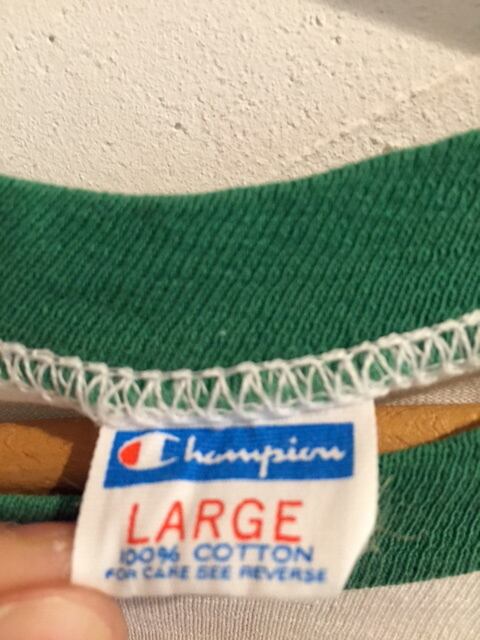 Champion
LARGE
100% COTTON
FOR CARE SEE REVERSE